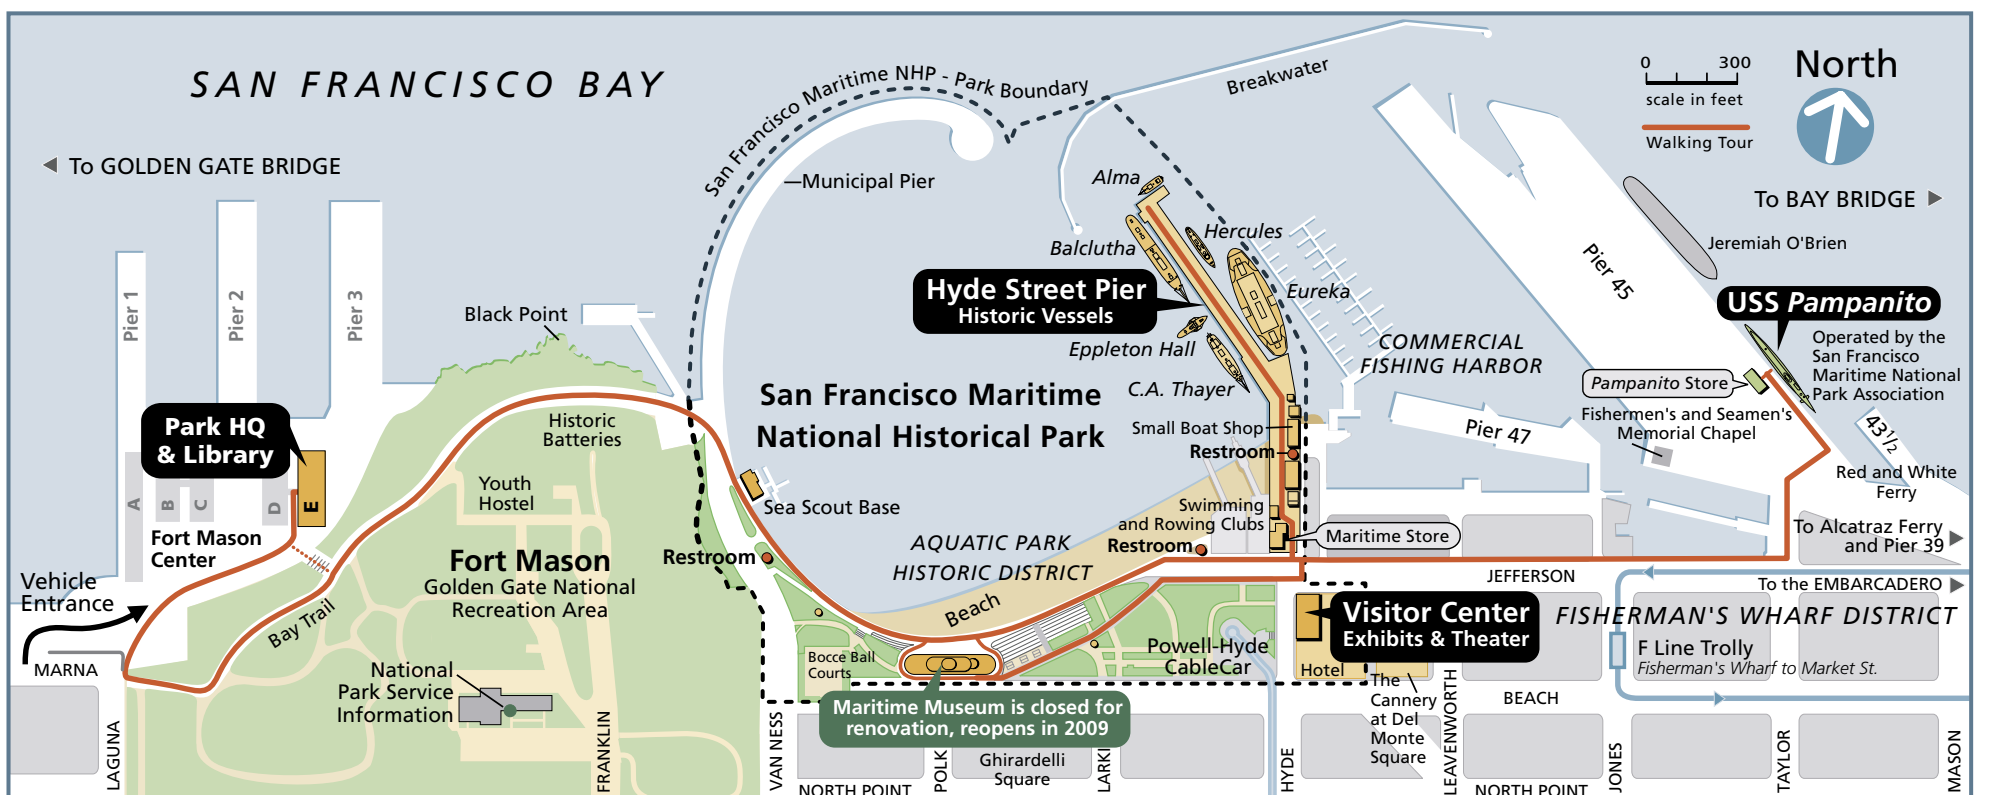 SAN FRANCISCO BAY
San Francisco Maritime NHP - Park Boundary
Breakwater
0 300
scale in feet
Walking Tour
North
To GOLDEN GATE BRIDGE
To BAY BRIDGE
Municipal Pier
Alma
Balclutha
Hercules
Hyde Street Pier
Historic Vessels
Eureka
Eppleton Hall
C.A. Thayer
Pier 1
Pier 2
Pier 3
Black Point
Pier 45
Jeremiah O'Brien
USS Pampanito
Operated by the
San Francisco
Maritime National
Park Association
Pampanito Store
COMMERCIAL
FISHING HARBOR
Fishermen's and Seamen's
Memorial Chapel
Pier 47
43½
Red and White
Ferry
San Francisco Maritime
National Historical Park
Small Boat Shop
Restroom
Park HQ
& Library
A
B
C
D
E
Fort Mason
Center
Historic
Batteries
Youth
Hostel
Sea Scout Base
Swimming
and Rowing Clubs
Restroom
Maritime Store
To Alcatraz Ferry
and Pier 39
Restroom
AQUATIC PARK
HISTORIC DISTRICT
Beach
Fort Mason
Golden Gate National
Recreation Area
Vehicle
Entrance
Bay Trail
MARNA
JEFFERSON
To the EMBARCADERO
Visitor Center
Exhibits & Theater
FISHERMAN'S WHARF DISTRICT
F Line Trolly
Fisherman's Wharf to Market St.
Powell-Hyde
CableCar
Hotel
Bocce Ball
Courts
National
Park Service
Information
Maritime Museum is closed for
renovation, reopens in 2009
The
Cannery
at Del
Monte
Square
BEACH
Ghirardelli
Square
LAGUNA
FRANKLIN
VAN NESS
POLK
LARKI
HYDE
LEAVENWORTH
JONES
TAYLOR
MASON
NORTH POINT
NORTH POINT